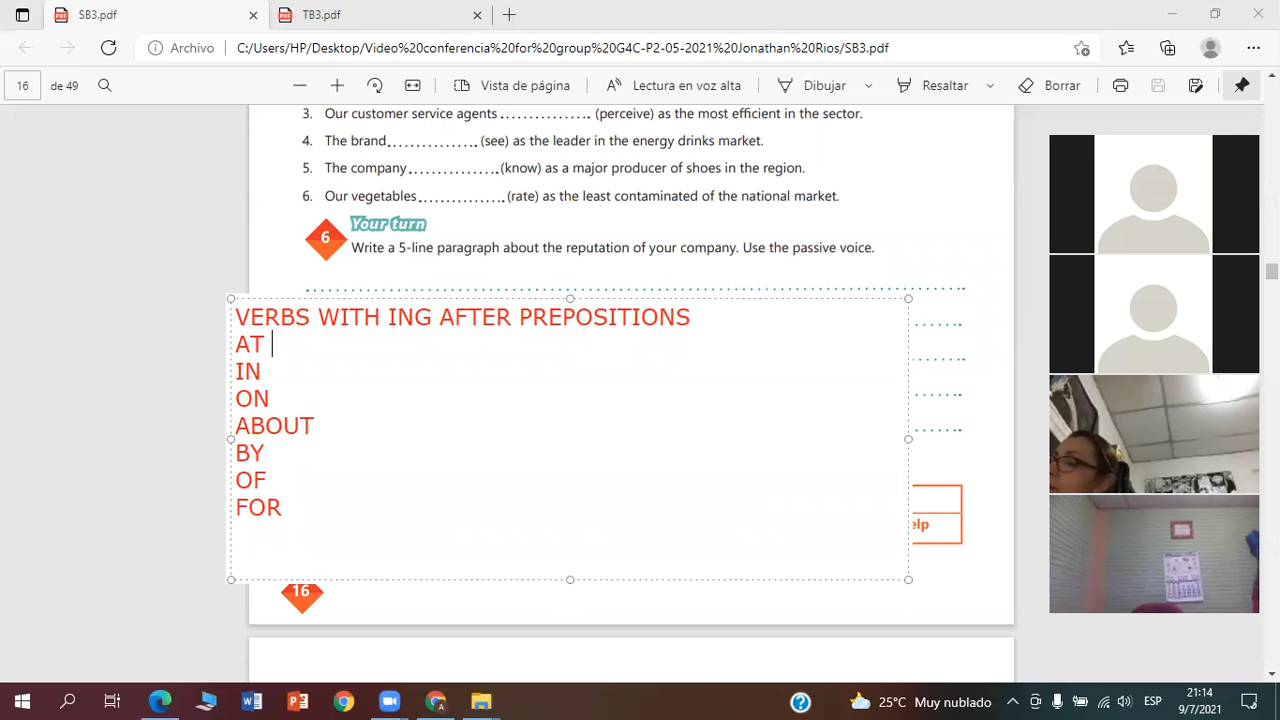 SB3.pdf
TB3.pdf
Archivo
C:/Users/HP/Desktop/Video%20conferencia%20for%20group%20G4C-P2-05-2021%20Jonathan%20Rios/SB3.pdf
16 de 49
Vista de página
Lectura en voz alta
Dibujar
Resaltar
Borrar
3. Our customer service agents .............. (perceive) as the most efficient in the sector.
4. The brand.............. (see) as the leader in the energy drinks market.
5. The company.............. (know) as a major producer of shoes in the region.
6. Our vegetables.............. (rate) as the least contaminated of the national market.
6 Your turn
Write a 5-line paragraph about the reputation of your company. Use the passive voice.
VERBS WITH ING AFTER PREPOSITIONS
AT
IN
ON
ABOUT
BY
OF
FOR
elp
16
25°C Muy nublado
ESP
21:14
9/7/2021